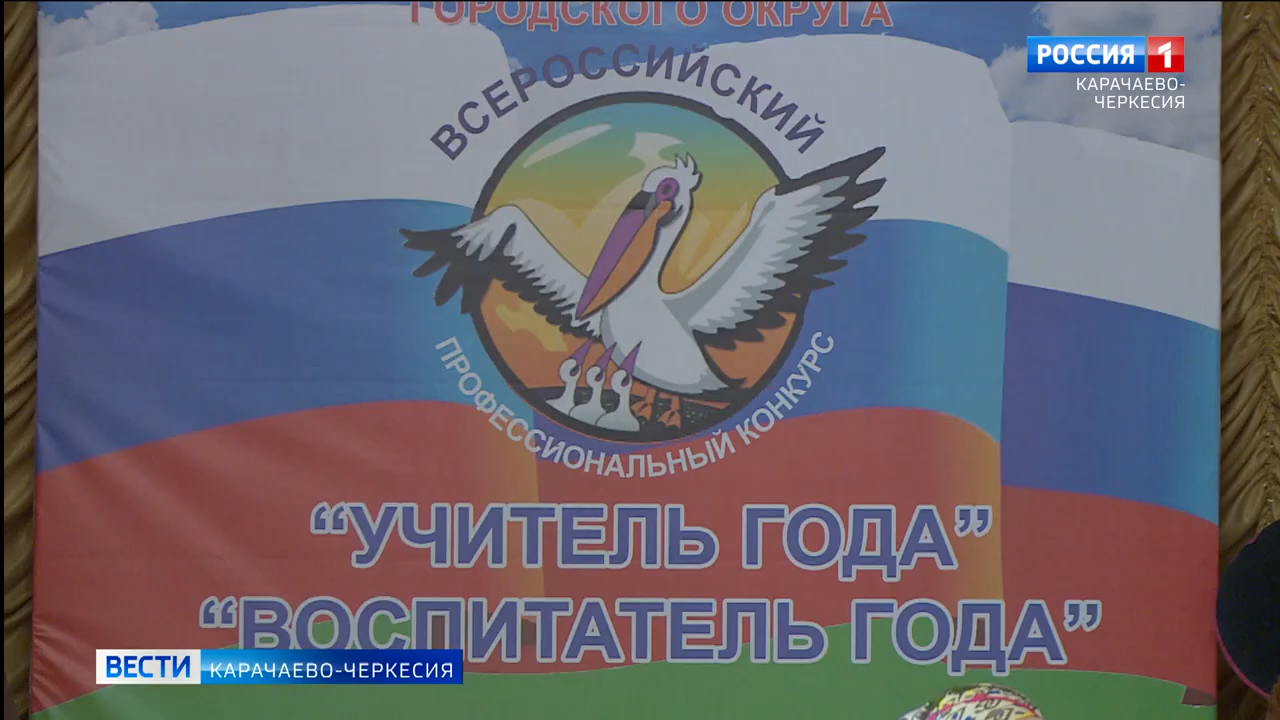 ГОРОДСКОГО ОКРУГА
РОССИЯ 1
КАРАЧАЕВО-
ЧЕРКЕСИЯ
ВСЕРОССИЙСКИЙ
ПРОФЕССИОНАЛЬНЫЙ КОНКУРС
“УЧИТЕЛЬ ГОДА”
“ВОСПИТАТЕЛЬ ГОДА”
ВЕСТИ КАРАЧАЕВО-ЧЕРКЕСИЯ